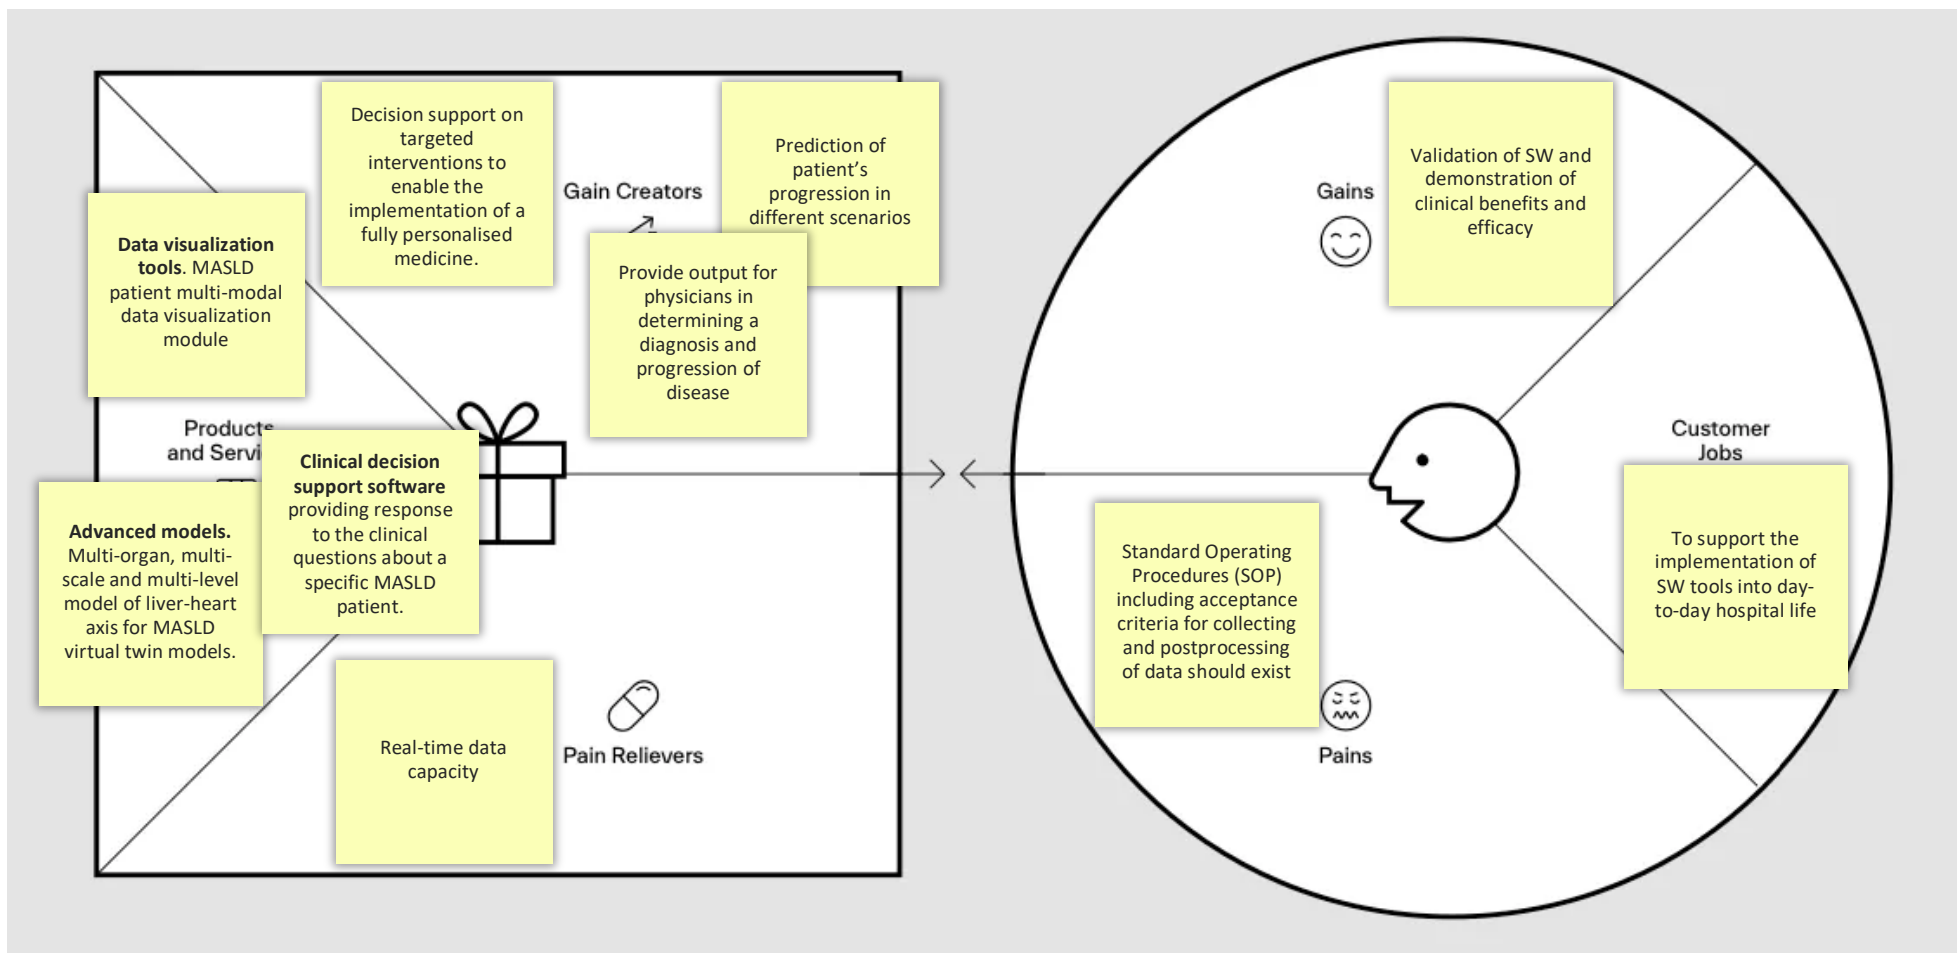 Decision support on
targeted
interventions to
enable the
implementation of a
fully personalised
medicine.
Gain Creators
Prediction of
patient’s
progression in
different scenarios
Provide output for
physicians in
determining a
diagnosis and
progression of
disease
Data visualization
tools. MASLD
patient multi-modal
data visualization
module
Products
and Servi
Clinical decision
support software
providing response
to the clinical
questions about a
specific MASLD
patient.
Advanced models.
Multi-organ, multi-
scale and multi-level
model of liver-heart
axis for MASLD
virtual twin models.
Real-time data
capacity
Pain Relievers
Gains
Validation of SW and
demonstration of
clinical benefits and
efficacy
Customer
Jobs
To support the
implementation of
SW tools into day-
to-day hospital life
Standard Operating
Procedures (SOP)
including acceptance
criteria for collecting
and postprocessing
of data should exist
Pains